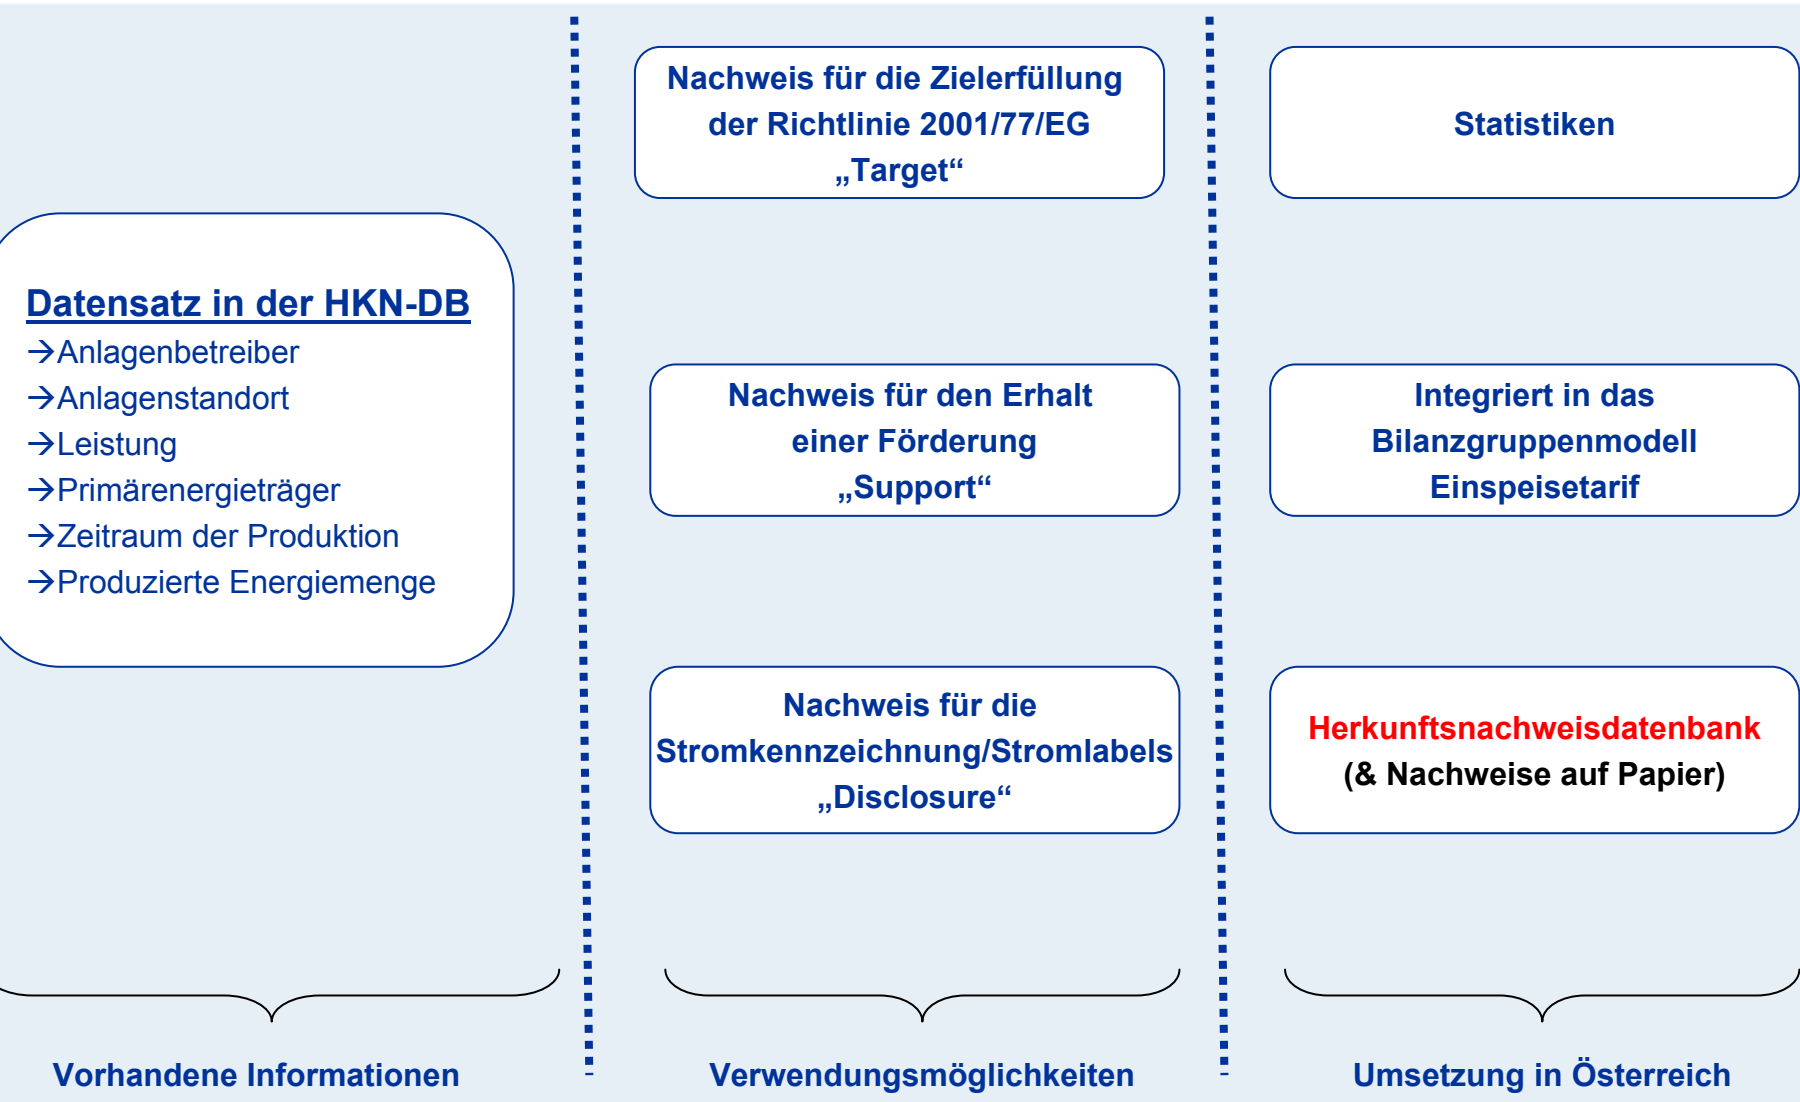 Datensatz in der HKN-DB
→Anlagenbetreiber
→Anlagenstandort
→Leistung
→Primärenergieträger
→Zeitraum der Produktion
→Produzierte Energiemenge
Vorhandene Informationen
Nachweis für die Zielerfüllung
der Richtlinie 2001/77/EG
„Target“
Nachweis für den Erhalt
einer Förderung
„Support“
Nachweis für die
Stromkennzeichnung/Stromlabels
„Disclosure“
Verwendungsmöglichkeiten
Statistiken
Integriert in das
Bilanzgruppenmodell
Einspeisetarif
Herkunftsnachweisdatenbank
(& Nachweise auf Papier)
Umsetzung in Österreich